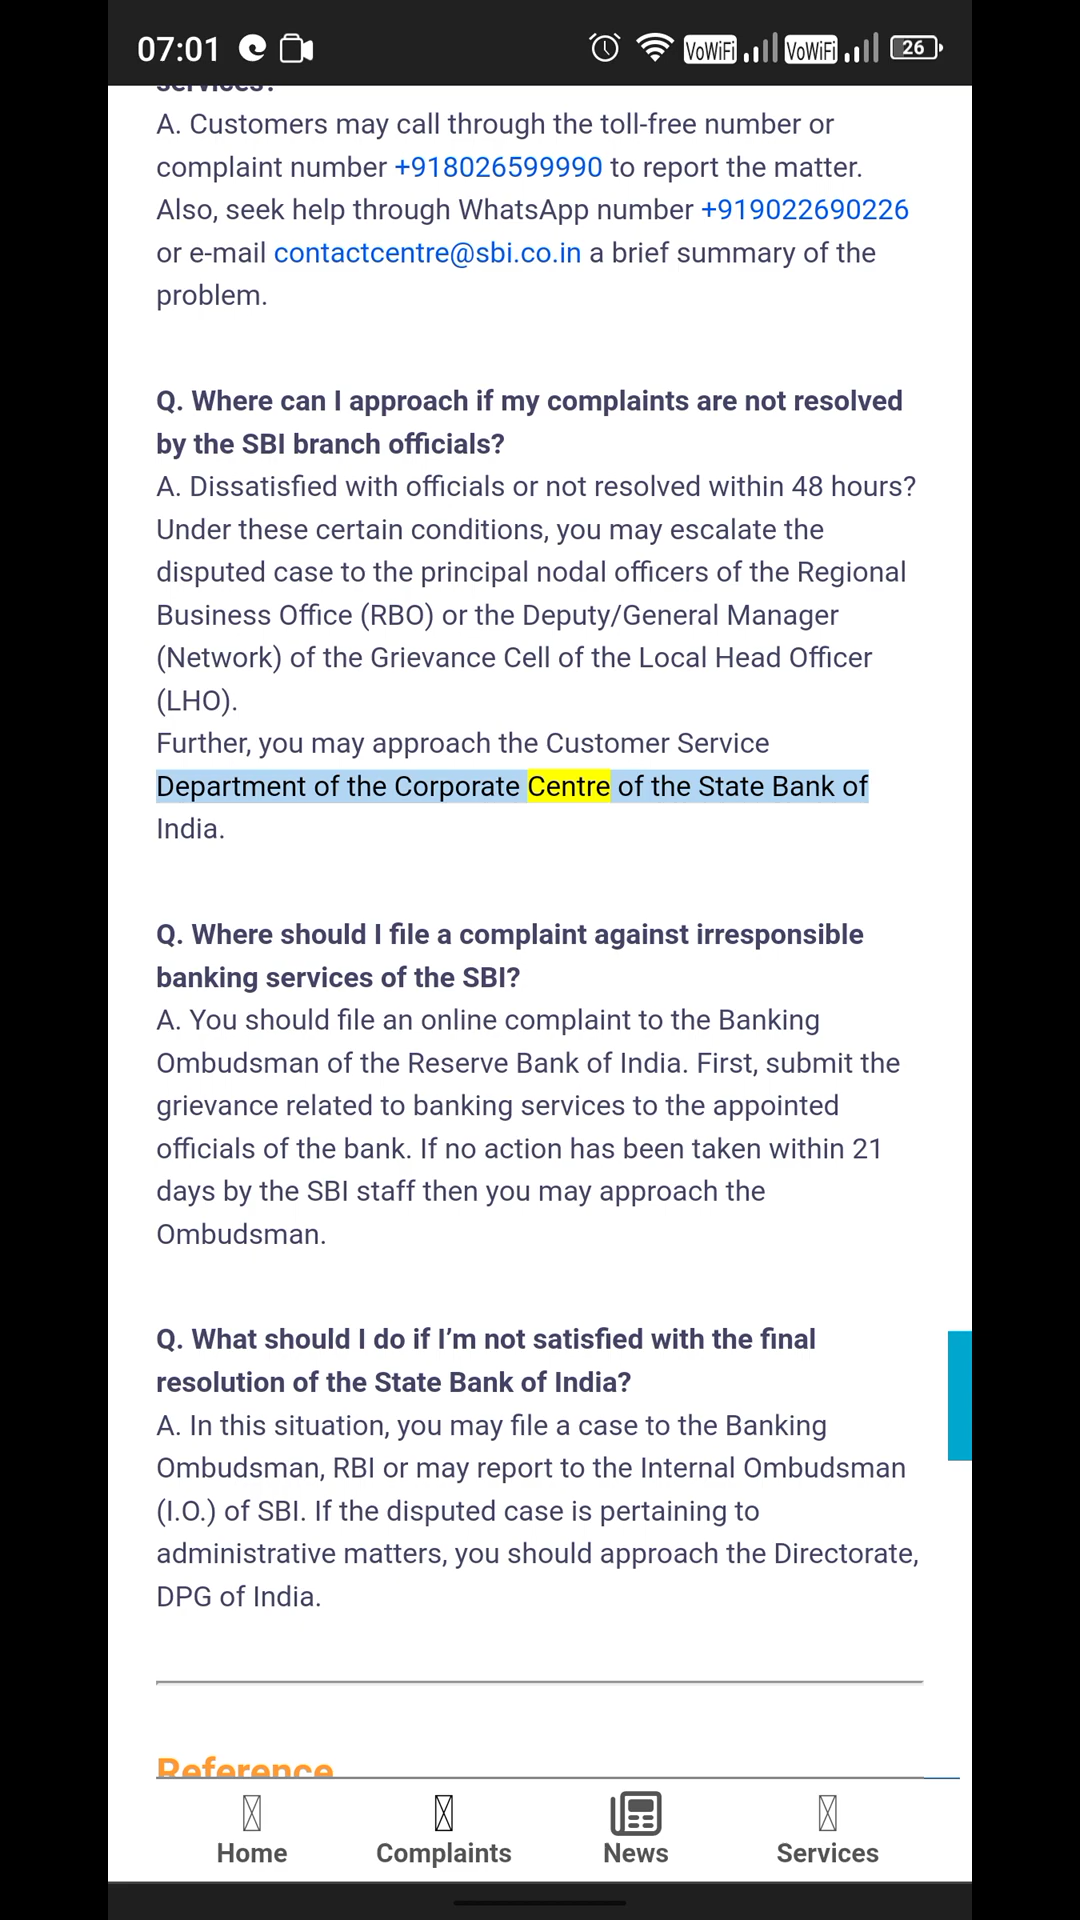 07:01
VoWiFi VoWiFi 26
services?
A. Customers may call through the toll-free number or
complaint number +918026599990 to report the matter.
Also, seek help through WhatsApp number +919022690226
or e-mail contactcentre@sbi.co.in a brief summary of the
problem.
Q. Where can I approach if my complaints are not resolved
by the SBI branch officials?
A. Dissatisfied with officials or not resolved within 48 hours?
Under these certain conditions, you may escalate the
disputed case to the principal nodal officers of the Regional
Business Office (RBO) or the Deputy/General Manager
(Network) of the Grievance Cell of the Local Head Officer
(LHO).
Further, you may approach the Customer Service
Department of the Corporate Centre of the State Bank of
India.
Q. Where should I file a complaint against irresponsible
banking services of the SBI?
A. You should file an online complaint to the Banking
Ombudsman of the Reserve Bank of India. First, submit the
grievance related to banking services to the appointed
officials of the bank. If no action has been taken within 21
days by the SBI staff then you may approach the
Ombudsman.
Q. What should I do if I’m not satisfied with the final
resolution of the State Bank of India?
A. In this situation, you may file a case to the Banking
Ombudsman, RBI or may report to the Internal Ombudsman
(I.O.) of SBI. If the disputed case is pertaining to
administrative matters, you should approach the Directorate,
DPG of India.
Reference
Home Complaints News Services